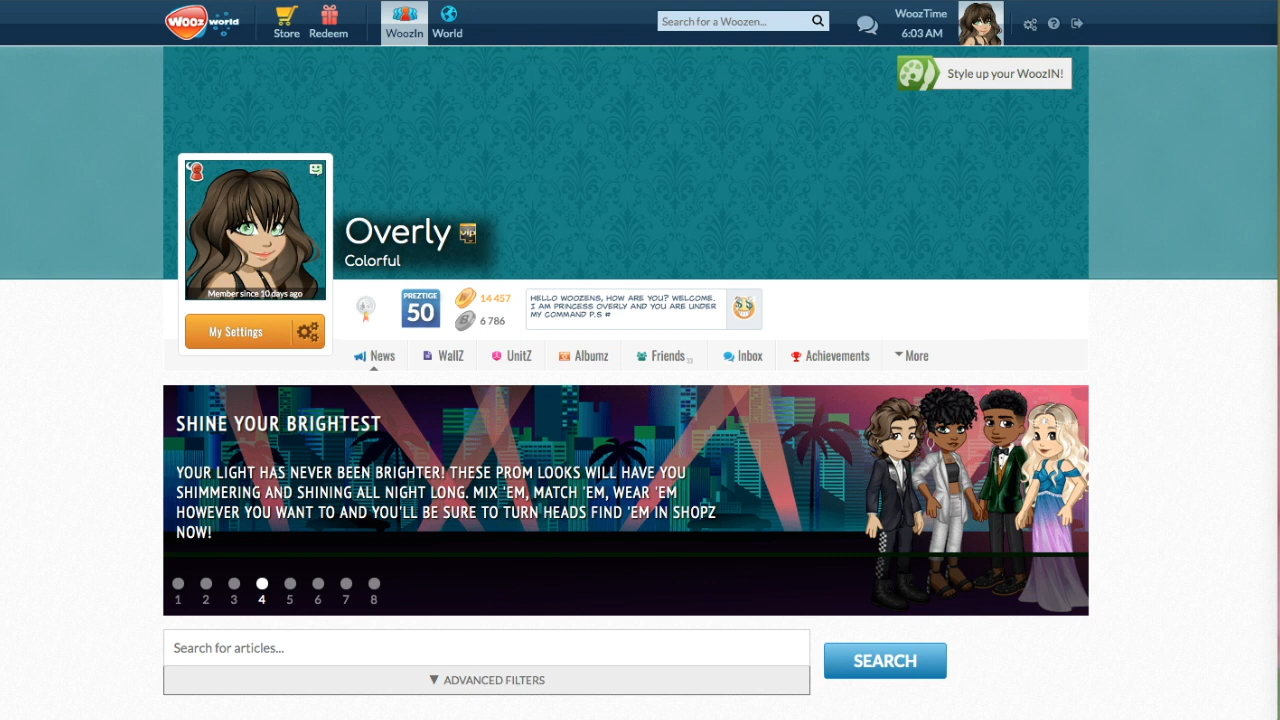 Wooz world
Store
Redeem
WoozIn
World
Search for a Woozen...
WoozTime
6:03 AM
Style up your WoozIN!
Overly VIP
Colorful
Member since 10 days ago
My Settings
PREZTIGE
50
14 457
6 786
HELLO WOOZENS, HOW ARE YOU? WELCOME.
I AM PRINCESS OVERLY AND YOU ARE UNDER
MY COMMAND P.S #
News
WallZ
UnitZ
Albumz
Friends 33
Inbox
Achievements
More
SHINE YOUR BRIGHTEST
YOUR LIGHT HAS NEVER BEEN BRIGHTER! THESE PROM LOOKS WILL HAVE YOU
SHIMMERING AND SHINING ALL NIGHT LONG. MIX 'EM, MATCH 'EM, WEAR 'EM
HOWEVER YOU WANT TO AND YOU'LL BE SURE TO TURN HEADS FIND 'EM IN SHOPZ
NOW!
1 2 3 4 5 6 7 8
Search for articles...
SEARCH
▼ ADVANCED FILTERS